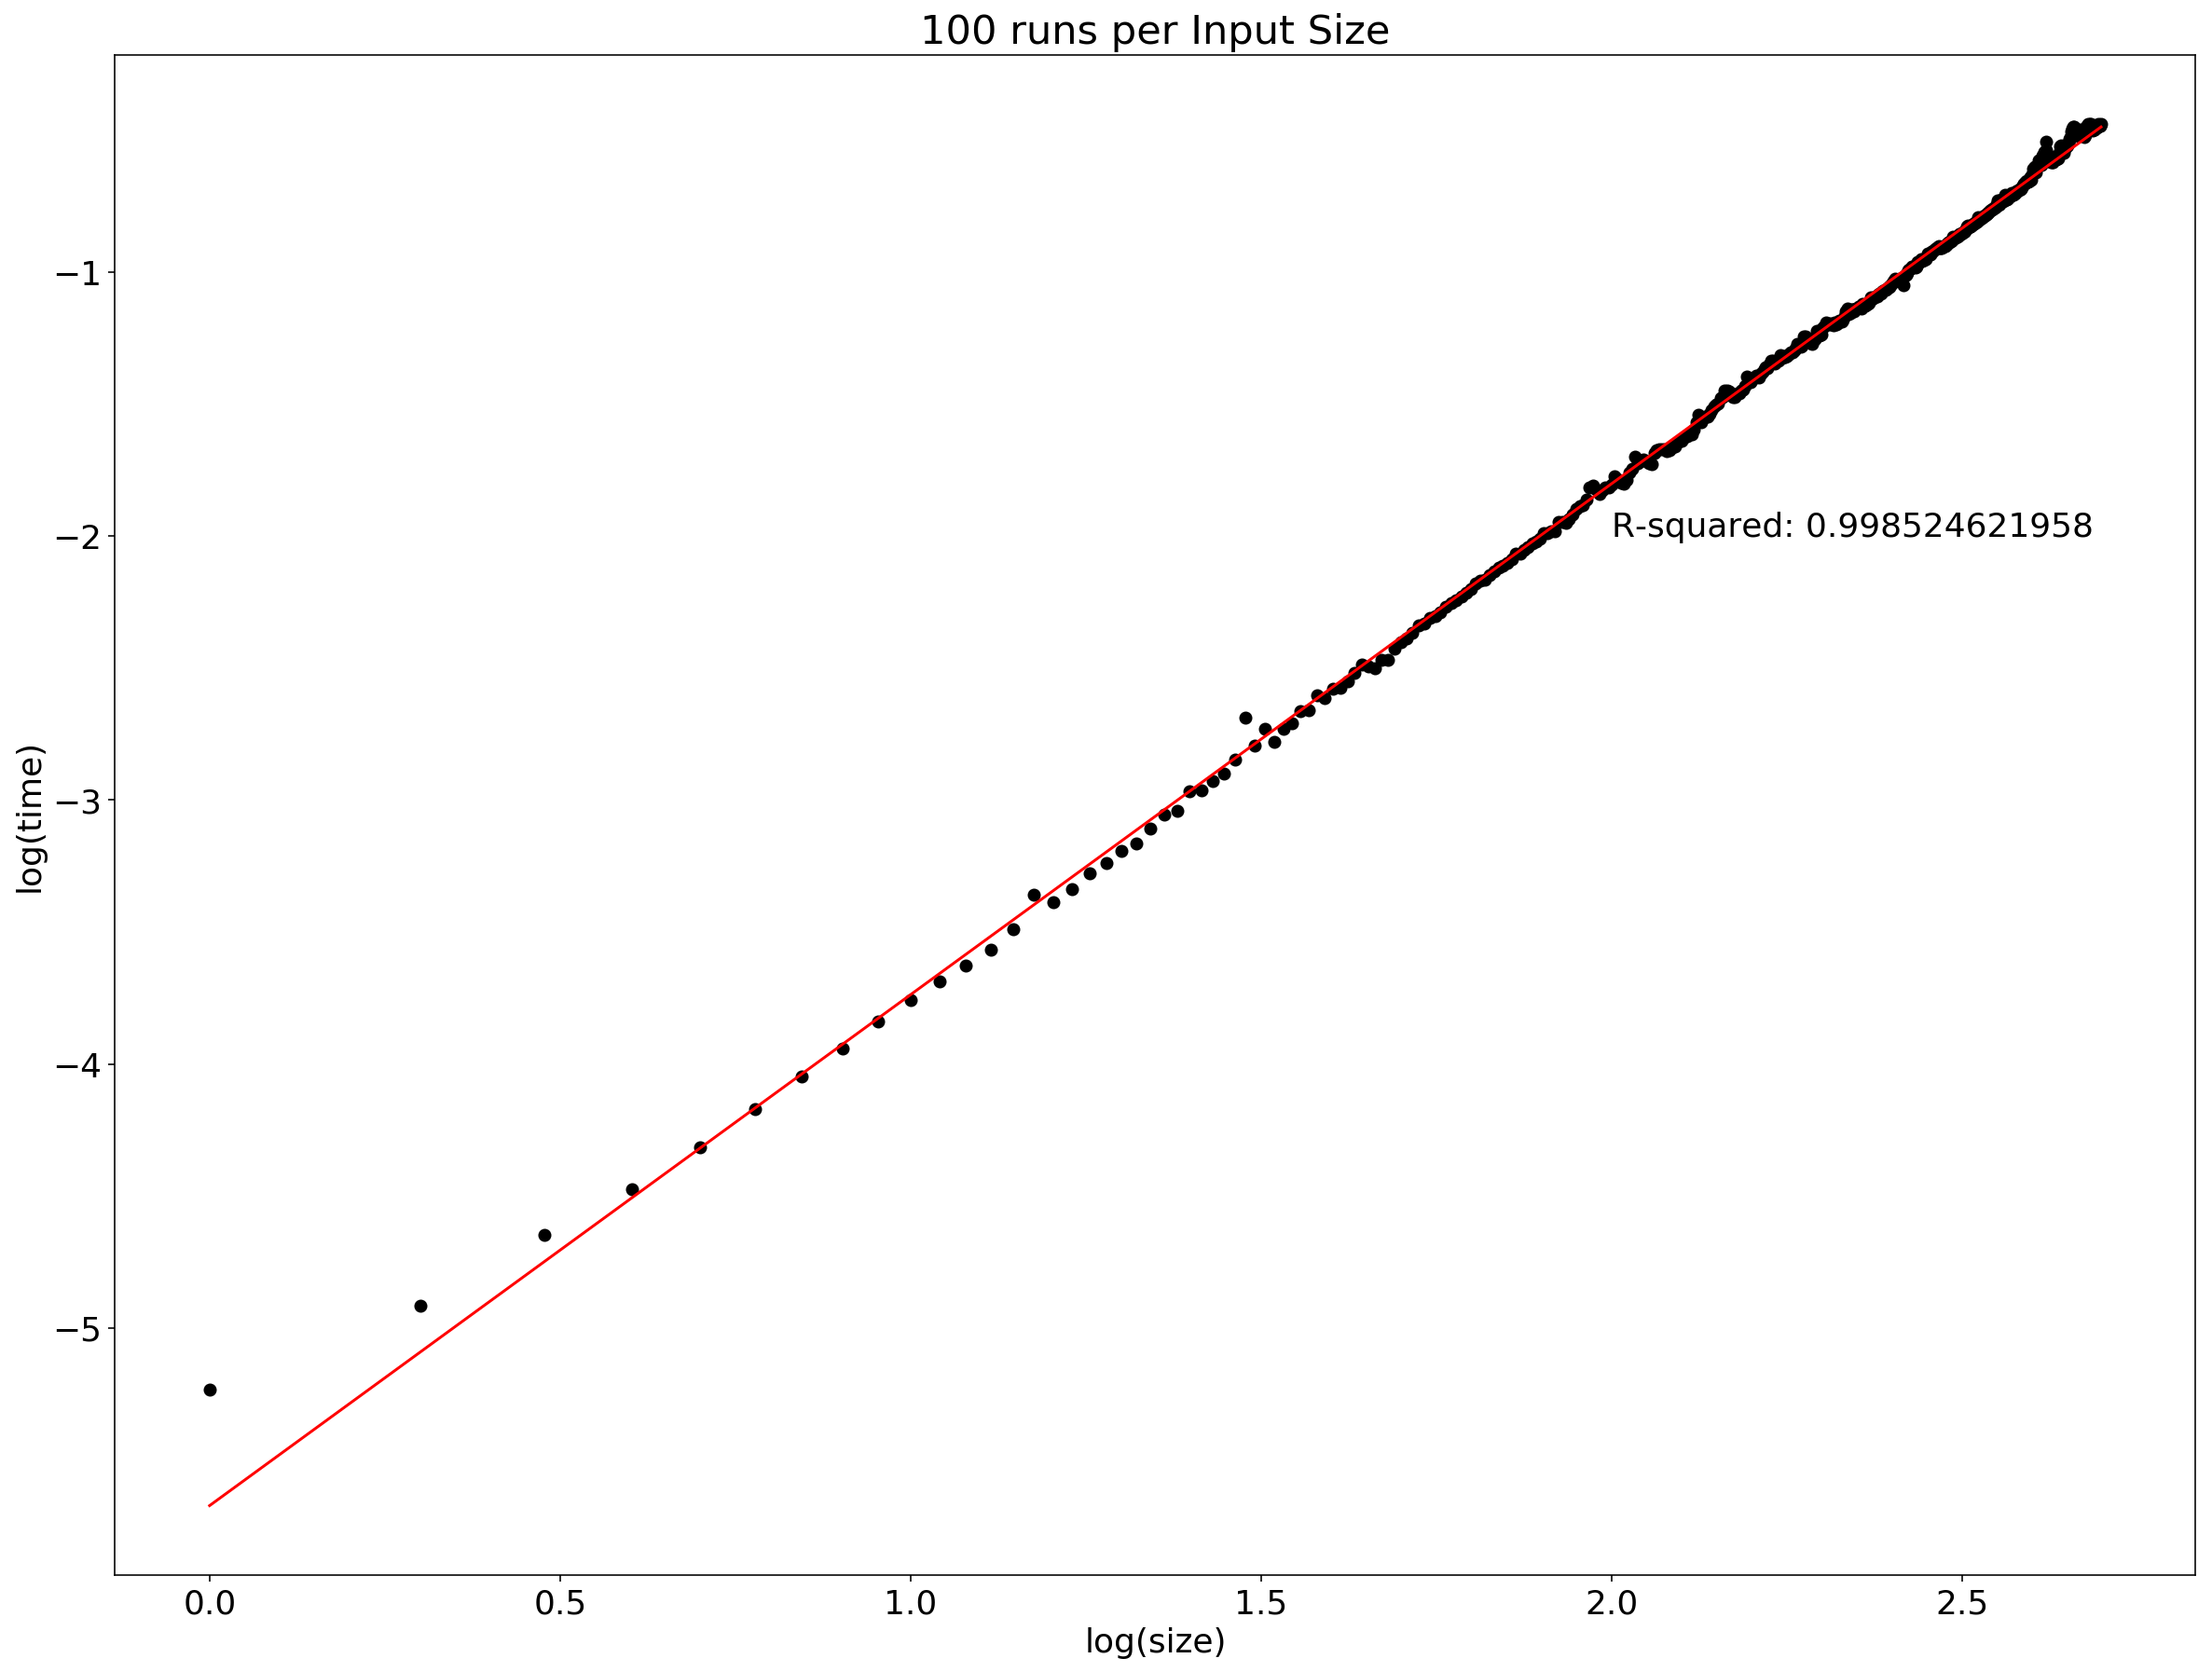 100 runs per Input Size
−1
−2
R-squared: 0.998524621958
−3
log(time)
−4
−5
0.0 0.5 1.0 1.5 2.0 2.5
log(size)